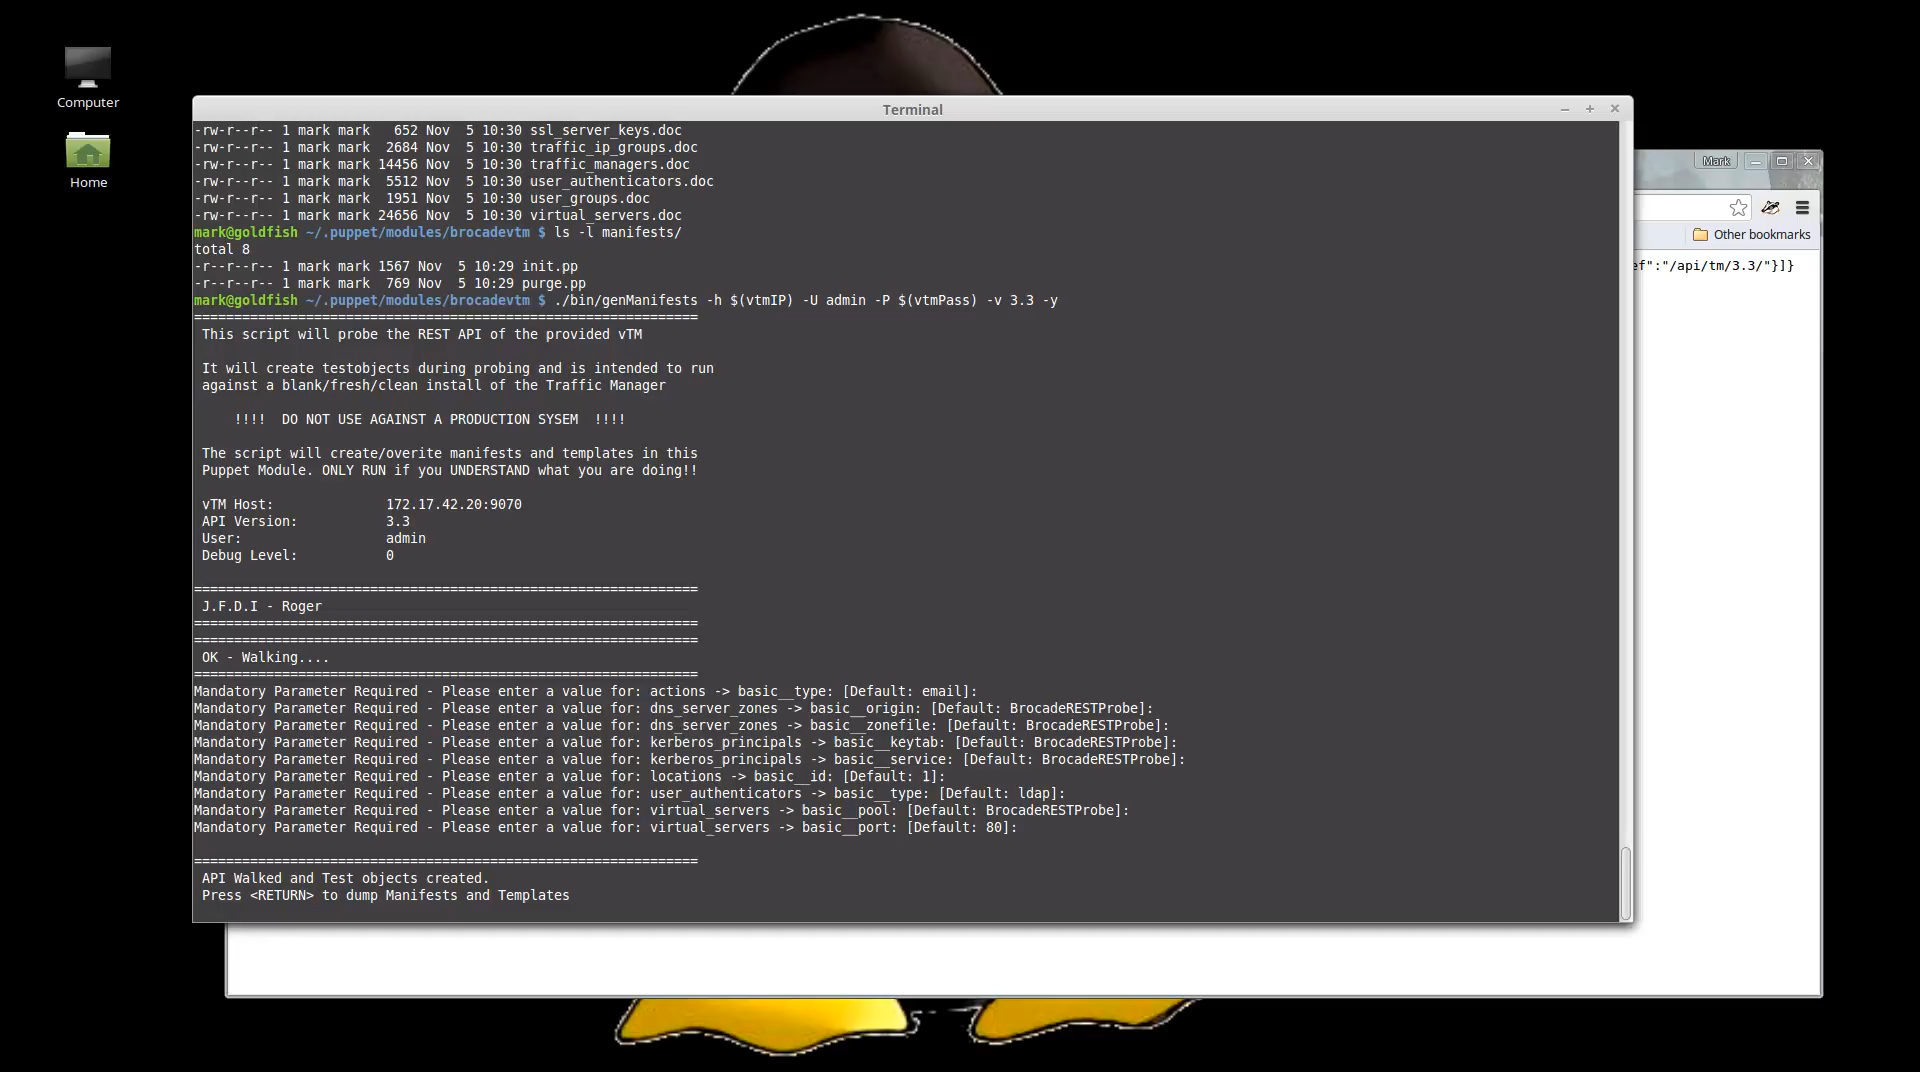 Computer
Home
Terminal
-rw-r--r-- 1 mark mark   652 Nov  5 10:30 ssl_server_keys.doc
-rw-r--r-- 1 mark mark  2684 Nov  5 10:30 traffic_ip_groups.doc
-rw-r--r-- 1 mark mark 14456 Nov  5 10:30 traffic_managers.doc
-rw-r--r-- 1 mark mark  5512 Nov  5 10:30 user_authenticators.doc
-rw-r--r-- 1 mark mark  1951 Nov  5 10:30 user_groups.doc
-rw-r--r-- 1 mark mark 24656 Nov  5 10:30 virtual_servers.doc
mark@goldfish ~/.puppet/modules/brocadevtm $ ls -l manifests/
total 8
-r--r--r-- 1 mark mark 1567 Nov  5 10:29 init.pp
-r--r--r-- 1 mark mark  769 Nov  5 10:29 purge.pp
mark@goldfish ~/.puppet/modules/brocadevtm $ ./bin/genManifests -h $(vtmIP) -U admin -P $(vtmPass) -v 3.3 -y
===============================================================
This script will probe the REST API of the provided vTM
It will create testobjects during probing and is intended to run
against a blank/fresh/clean install of the Traffic Manager
!!!!  DO NOT USE AGAINST A PRODUCTION SYSEM  !!!!
The script will create/overite manifests and templates in this
Puppet Module. ONLY RUN if you UNDERSTAND what you are doing!!
vTM Host:              172.17.42.20:9070
API Version:           3.3
User:                  admin
Debug Level:           0
===============================================================
J.F.D.I - Roger
===============================================================
===============================================================
OK - Walking....
===============================================================
Mandatory Parameter Required - Please enter a value for: actions -> basic__type: [Default: email]:
Mandatory Parameter Required - Please enter a value for: dns_server_zones -> basic__origin: [Default: BrocadeRESTProbe]:
Mandatory Parameter Required - Please enter a value for: dns_server_zones -> basic__zonefile: [Default: BrocadeRESTProbe]:
Mandatory Parameter Required - Please enter a value for: kerberos_principals -> basic__keytab: [Default: BrocadeRESTProbe]:
Mandatory Parameter Required - Please enter a value for: kerberos_principals -> basic__service: [Default: BrocadeRESTProbe]:
Mandatory Parameter Required - Please enter a value for: locations -> basic__id: [Default: 1]:
Mandatory Parameter Required - Please enter a value for: user_authenticators -> basic__type: [Default: ldap]:
Mandatory Parameter Required - Please enter a value for: virtual_servers -> basic__pool: [Default: BrocadeRESTProbe]:
Mandatory Parameter Required - Please enter a value for: virtual_servers -> basic__port: [Default: 80]:
===============================================================
API Walked and Test objects created.
Press <RETURN> to dump Manifests and Templates
Mark
Other bookmarks
ef":"/api/tm/3.3/"}]}